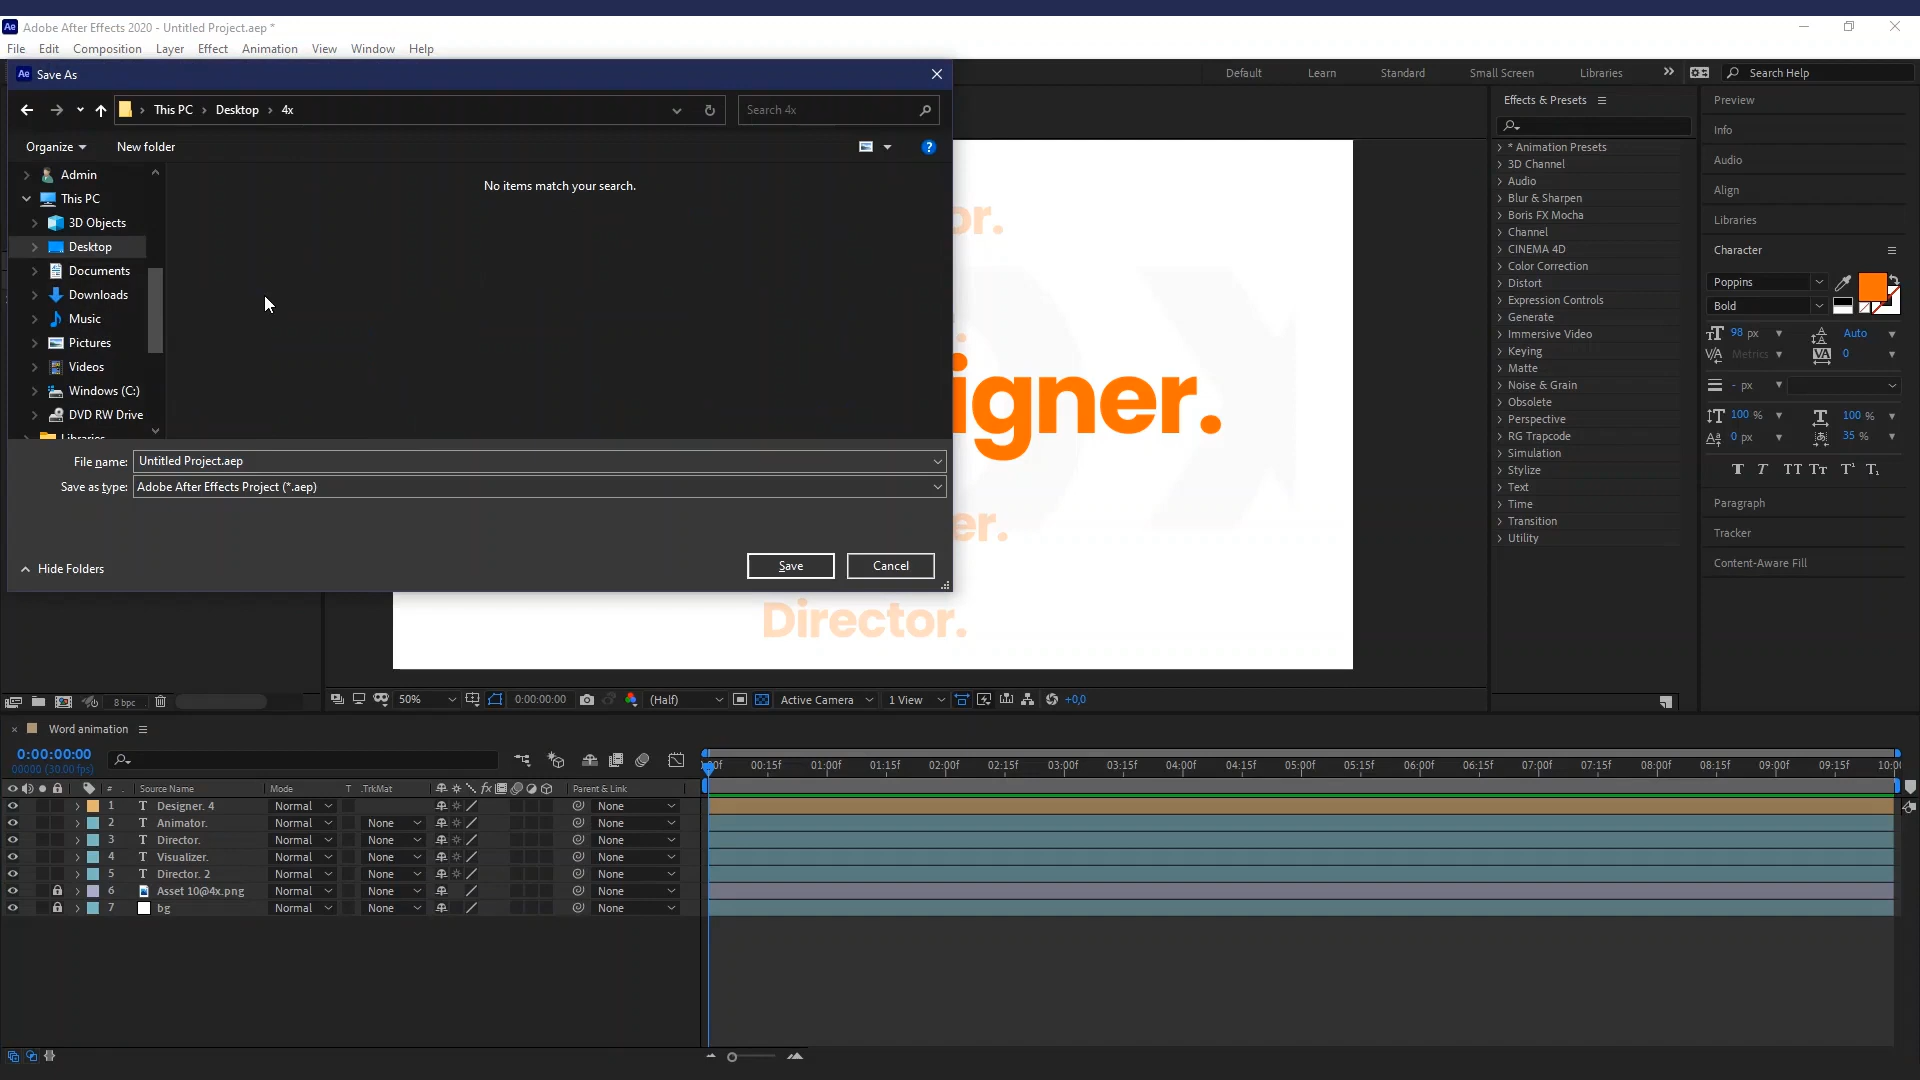 Adobe After Effects 2020 - Untitled Project.aep *
File Edit Composition Layer Effect Animation View Window Help
Save As
This PC Desktop 4x
Search 4x
Organize New folder
Admin
This PC
3D Objects
Desktop
Documents
Downloads
Music
Pictures
Videos
Windows (C:)
DVD RW Drive
Libraries
No items match your search.
File name: Untitled Project.aep
Save as type: Adobe After Effects Project (*.aep)
Hide Folders
Save Cancel
Default Learn Standard Small Screen Libraries Search Help
or.
igner.
er.
Director.
Effects & Presets
* Animation Presets
3D Channel
Audio
Blur & Sharpen
Boris FX Mocha
Channel
CINEMA 4D
Color Correction
Distort
Expression Controls
Generate
Immersive Video
Keying
Matte
Noise & Grain
Obsolete
Perspective
RG Trapcode
Simulation
Stylize
Text
Time
Transition
Utility
Preview
Info
Audio
Align
Libraries
Character
Poppins
Bold
98 px Auto
Metrics 0
- px
100 % 100 %
0 px 35 %
Paragraph
Tracker
Content-Aware Fill
8 bpc
50% 0:00:00:00 (Half) Active Camera 1 View +0,0
Word animation
0:00:00:00
00000 (30.00 fps)
:00f 00:15f 01:00f 01:15f 02:00f 02:15f 03:00f 03:15f 04:00f 04:15f 05:00f 05:15f 06:00f 06:15f 07:00f 07:15f 08:00f 08:15f 09:00f 09:15f 10:00
# Source Name Mode T .TrkMat Parent & Link
1 T Designer. 4 Normal None
2 T Animator. Normal None None
3 T Director. Normal None None
4 T Visualizer. Normal None None
5 T Director. 2 Normal None None
6 Asset 10@4x.png Normal None None
7 bg Normal None None